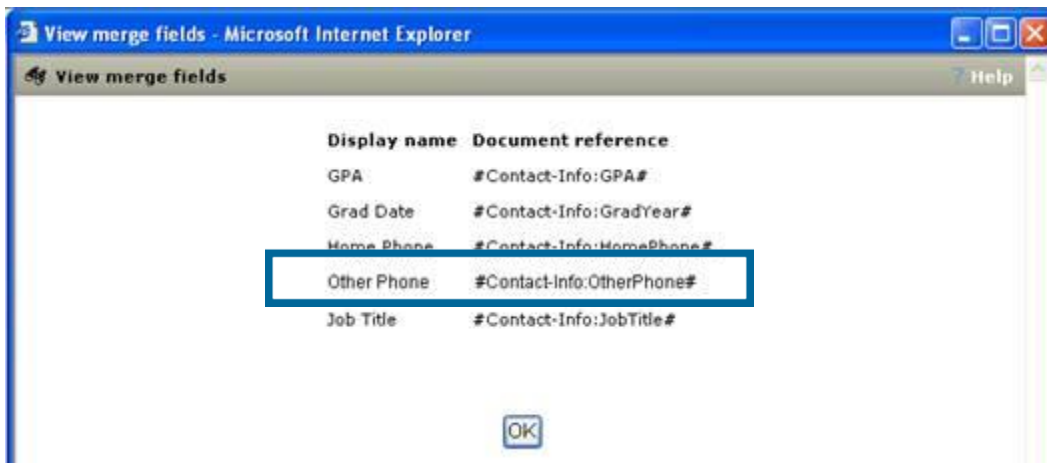 View merge fields - Microsoft Internet Explorer
View merge fields ? Help
Display name Document reference
GPA #Contact-Info:GPA#
Grad Date #Contact-Info:GradYear#
Home Phone #Contact-Info:HomePhone#
Other Phone #Contact-Info:OtherPhone#
Job Title #Contact-Info:JobTitle#
OK